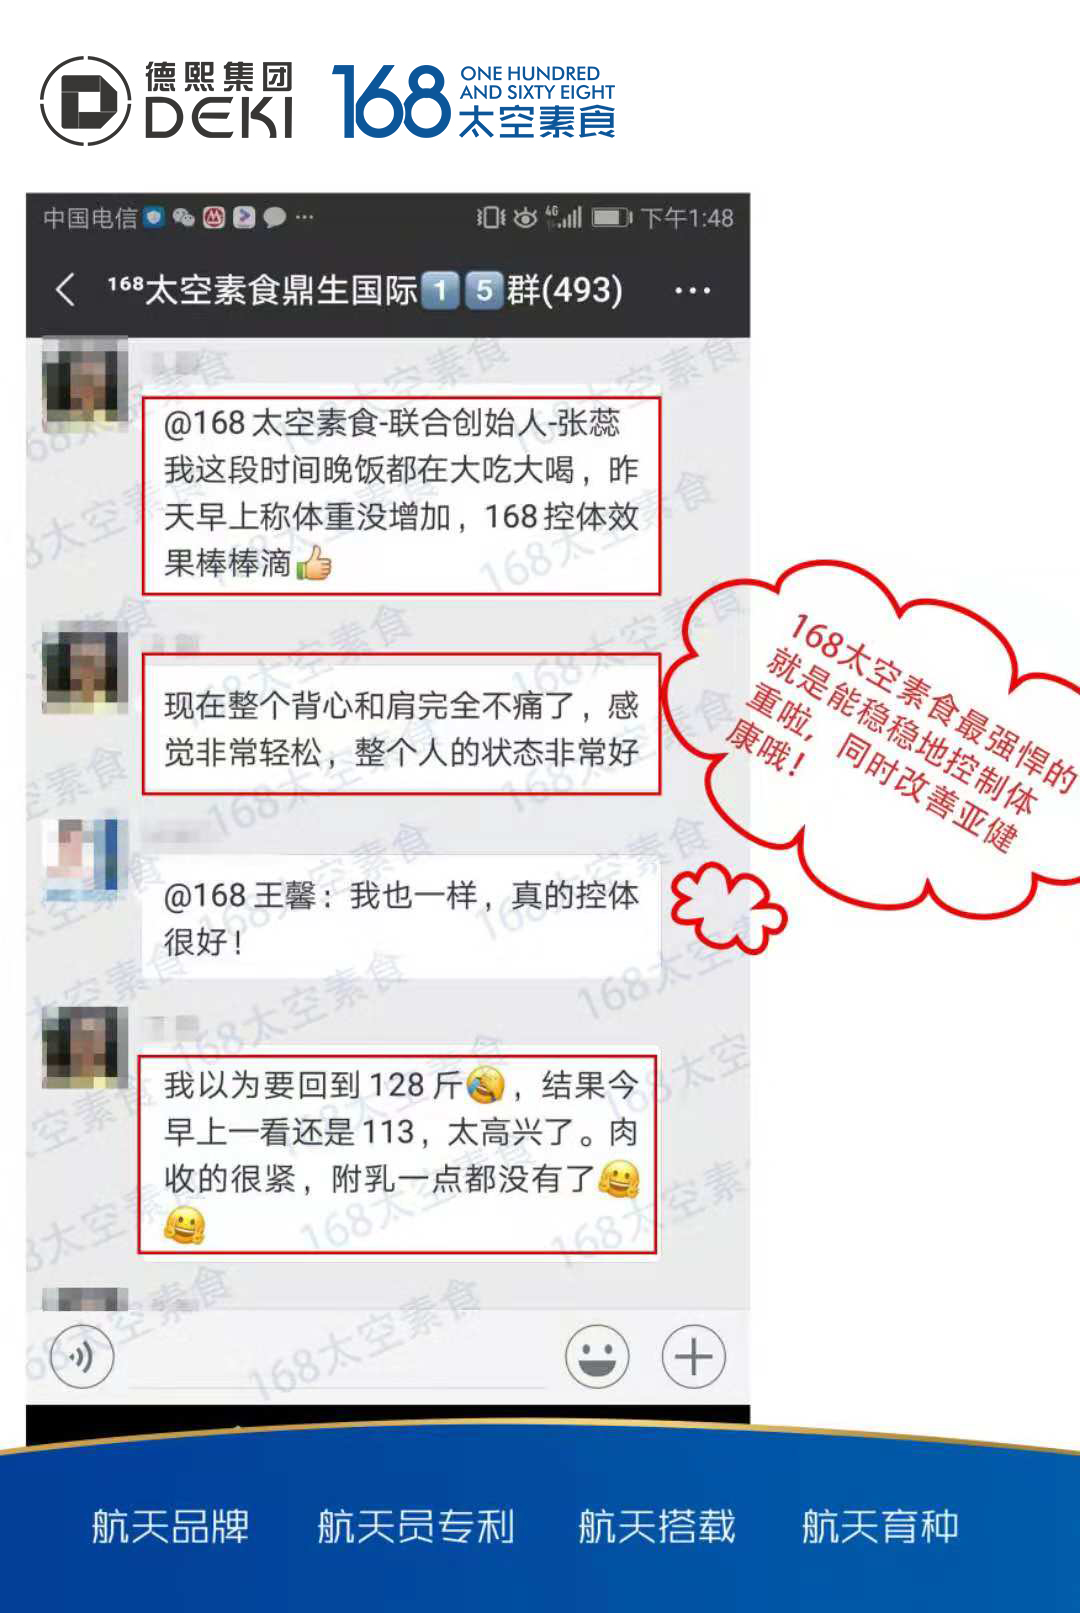 德熙集团
DEKI
168
ONE HUNDRED
AND SIXTY EIGHT
太空素食
中国电信
4G
下午1:48
¹⁶⁸太空素食鼎生国际1️⃣5️⃣群(493)
@168 太空素食-联合创始人-张蕊
我这段时间晚饭都在大吃大喝，昨
天早上称体重没增加，168 控体效
果棒棒滴👍
现在整个背心和肩完全不痛了，感
觉非常轻松，整个人的状态非常好
@168 王馨：我也一样，真的控体
很好！
我以为要回到 128 斤🤣，结果今
早上一看还是 113，太高兴了。肉
收的很紧，附乳一点都没有了🤗
🤗
168太空素食最强悍的
就是能稳稳地控制体
重啦，同时改善亚健
康哦！
168太空素食
航天品牌
航天员专利
航天搭载
航天育种